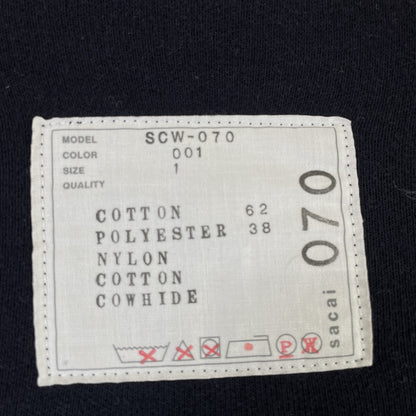 MODEL SCW-070
COLOR 001
SIZE 1
QUALITY
COTTON 62
POLYESTER 38
NYLON
COTTON
COWHIDE
P W
sacai 070